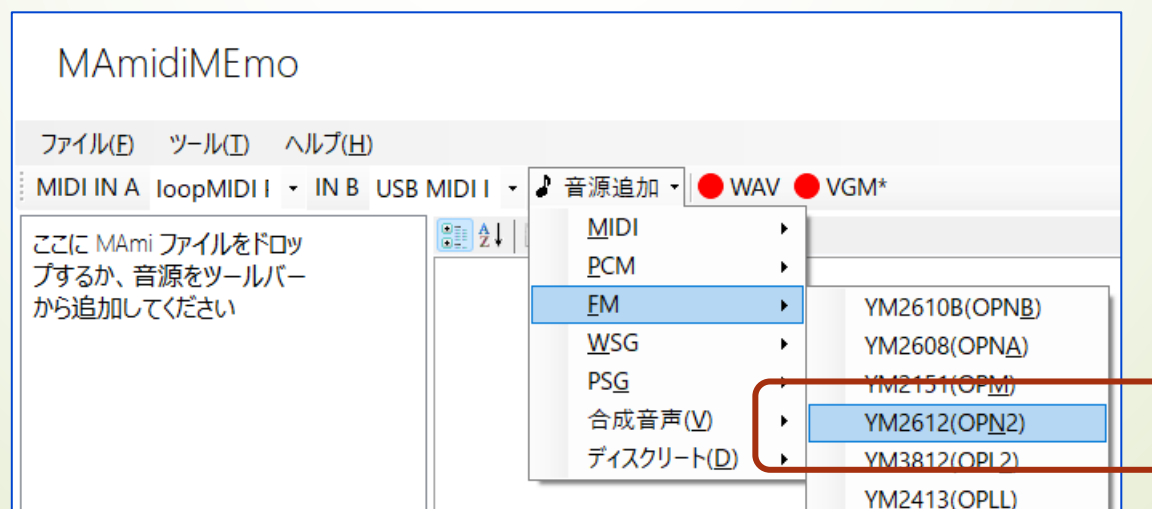 MAmidiMEmo
ファイル(F) ツール(T) ヘルプ(H)
MIDI IN A loopMIDI IN B USB MIDI I 音源追加 WAV VGM*
ここに MAmi ファイルをドロッ
プするか、音源をツールバー
から追加してください
MIDI
PCM
FM
WSG
PSG
合成音声(V)
ディスクリート(D)
YM2610B(OPNB)
YM2608(OPNA)
YM2151(OPM)
YM2612(OPN2)
YM3812(OPL2)
YM2413(OPLL)